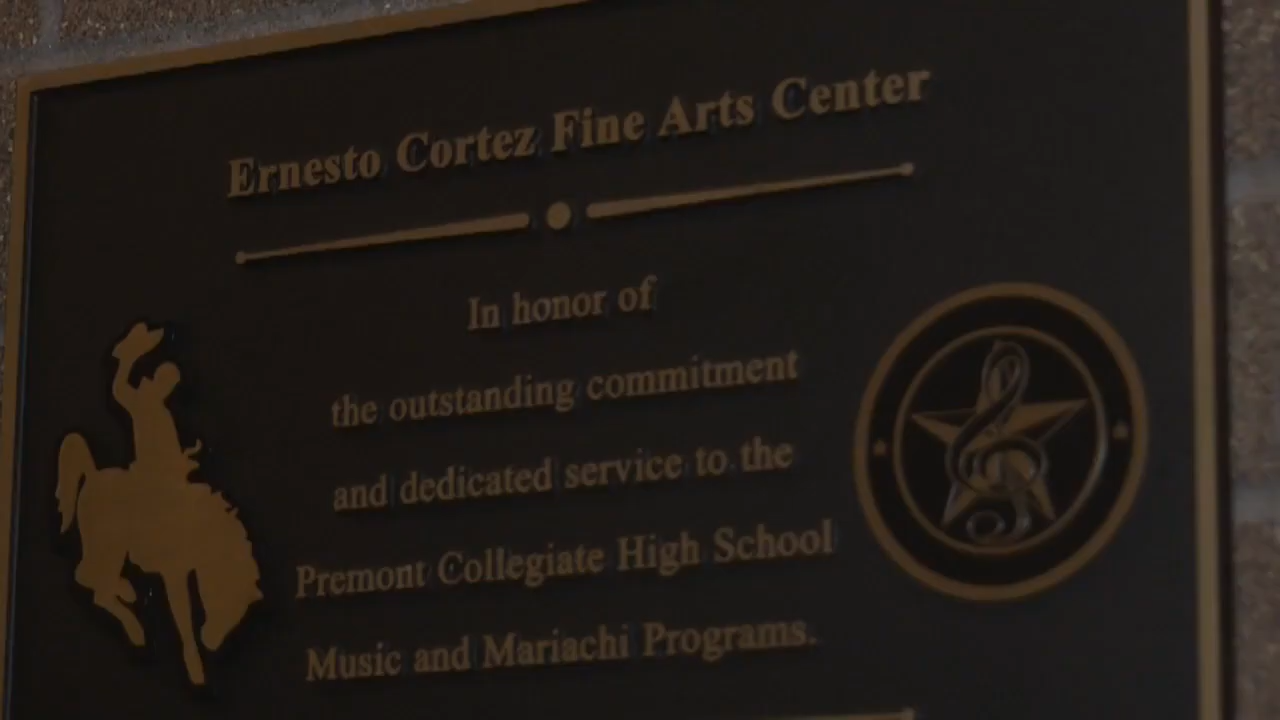 Ernesto Cortez Fine Arts Center
In honor of
the outstanding commitment
and dedicated service to the
Premont Collegiate High School
Music and Mariachi Programs.